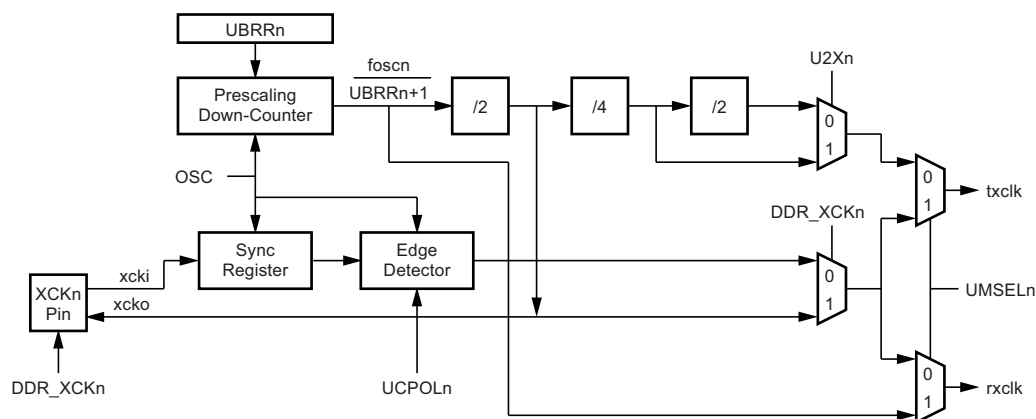 UBRRn
U2Xn
foscn
UBRRn+1
Prescaling
Down-Counter
/2
/4
/2
0
1
OSC
0
1
txclk
DDR_XCKn
Sync
Register
Edge
Detector
0
1
xcki
XCKn
Pin
xcko
UMSELn
DDR_XCKn
UCPOLn
0
1
rxclk